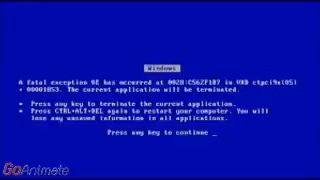 Windows
A fatal exception 0E has occurred at 0028:C562F1B7 in VXD ctpci9x(05)
+ 00001853. The current application will be terminated.
* Press any key to terminate the current application.
* Press CTRL+ALT+DEL again to restart your computer. You will
lose any unsaved information in all applications.
Press any key to continue _
GoAnimate